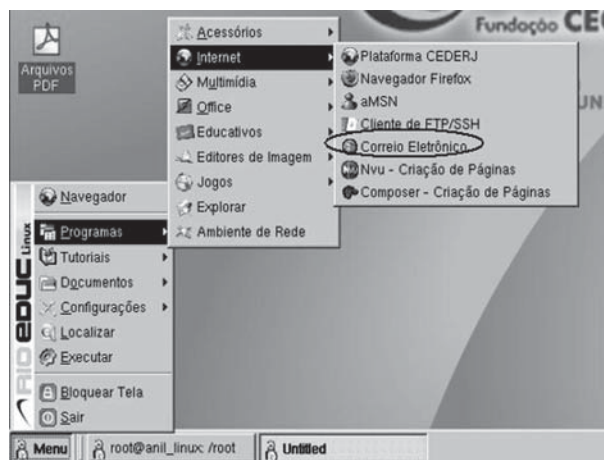 Fundação CE
UN
Arquivos
PDF
Acessórios
Internet
Multimídia
Office
Educativos
Editores de Imagem
Jogos
Explorar
Ambiente de Rede
Plataforma CEDERJ
Navegador Firefox
aMSN
Cliente de FTP/SSH
Correio Eletrônico
Nvu - Criação de Páginas
Composer - Criação de Páginas
Navegador
Programas
Tutoriais
Documentos
Configurações
Localizar
Executar
Bloquear Tela
Sair
RIO EDUC Linux
Menu
root@anil_linux: /root
Untitled